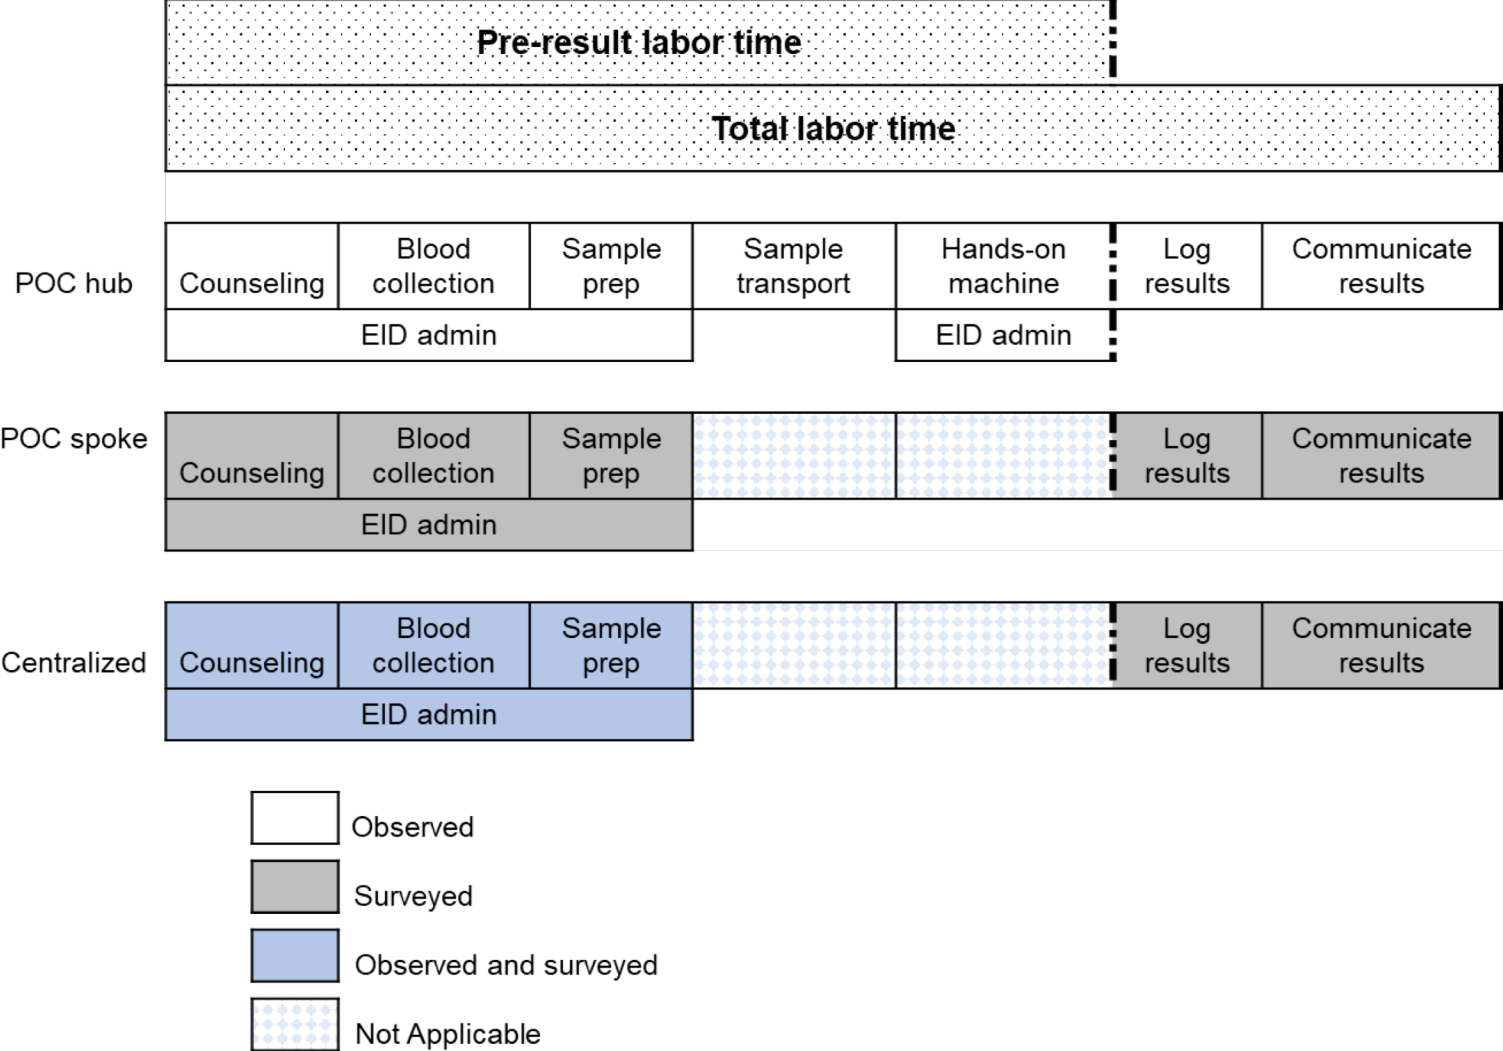 Pre-result labor time
Total labor time
POC hub
Counseling
Blood
collection
Sample
prep
Sample
transport
Hands-on
machine
Log
results
Communicate
results
EID admin
EID admin
POC spoke
Counseling
Blood
collection
Sample
prep
Log
results
Communicate
results
EID admin
Centralized
Counseling
Blood
collection
Sample
prep
Log
results
Communicate
results
EID admin
Observed
Surveyed
Observed and surveyed
Not Applicable